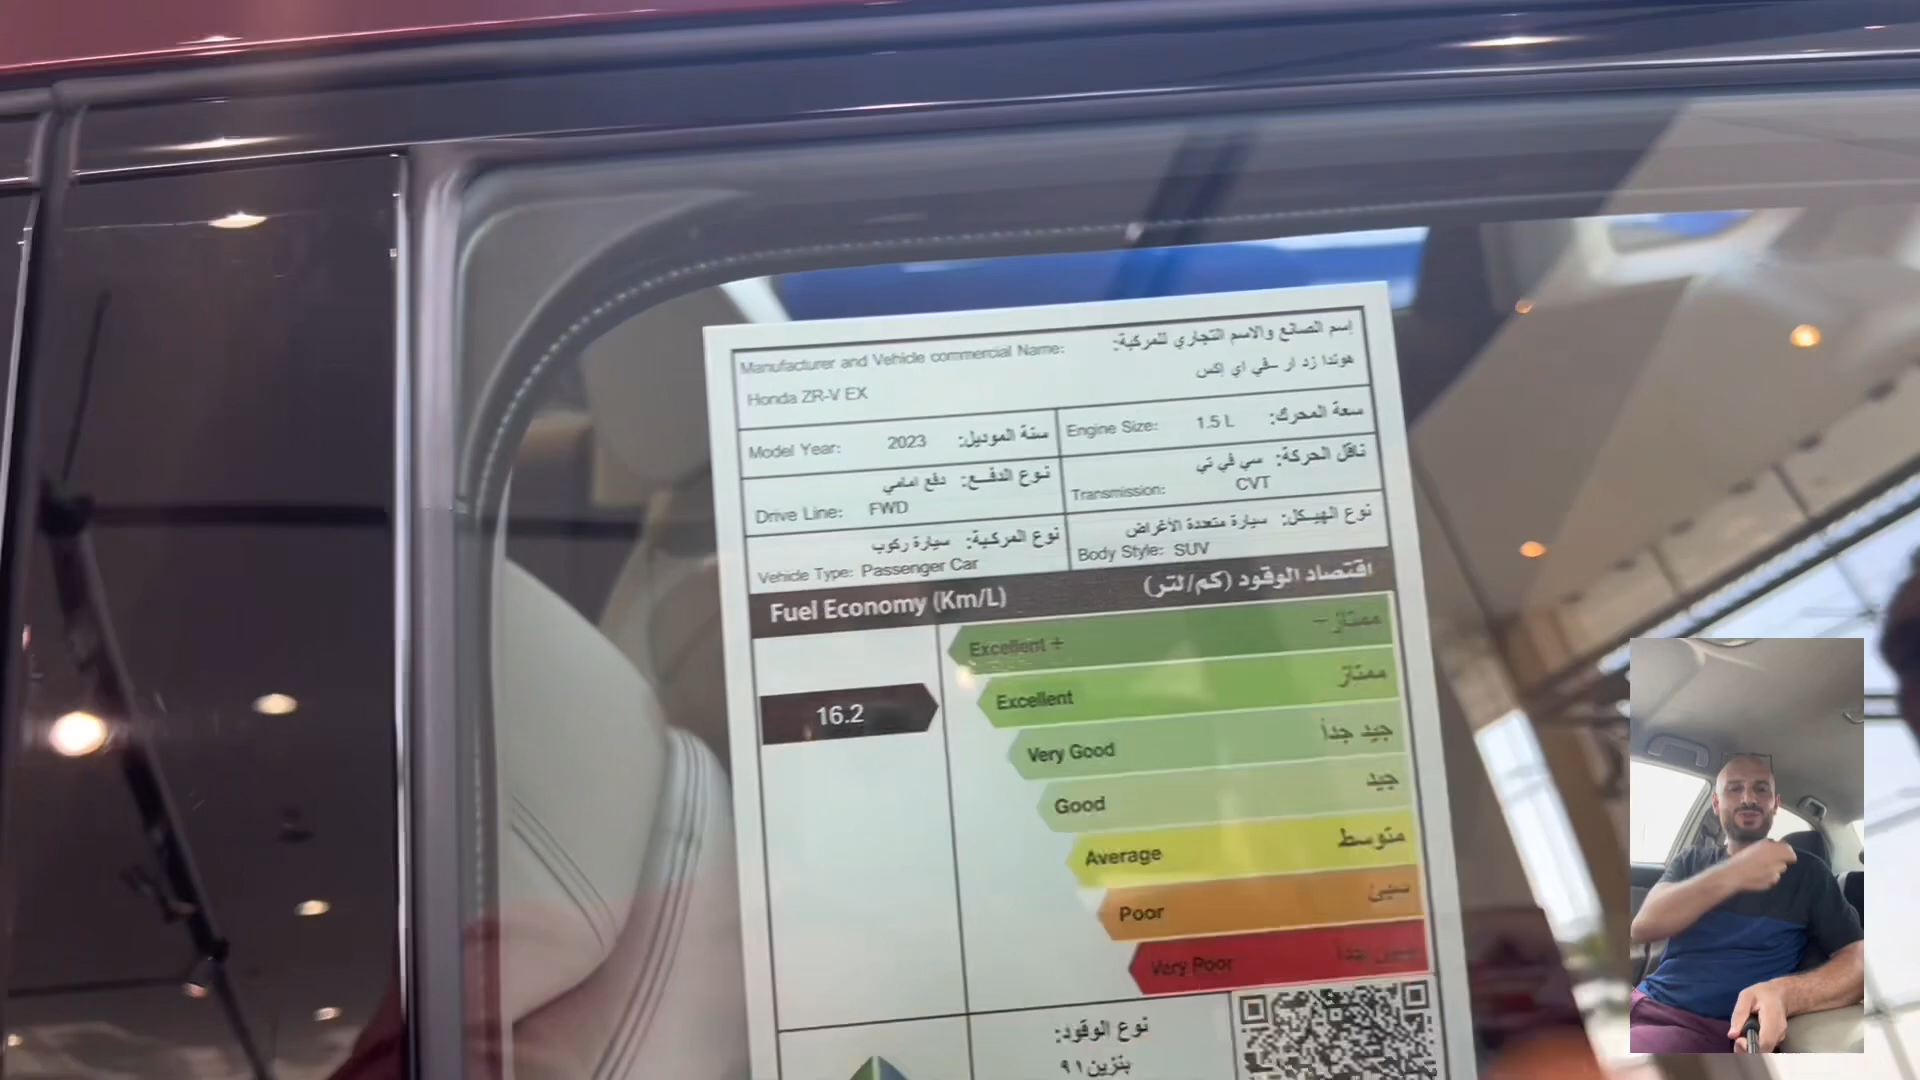 Manufacturer and Vehicle commercial Name: إسم الصانع والاسم التجاري للمركبة:
Honda ZR-V EX هوندا زد ار -في اي إكس
Model Year: 2023 سنة الموديل:
Engine Size: 1.5 L سعة المحرك:
نوع الدفع: دفع امامي
Drive Line: FWD
ناقل الحركة: سي في تي
Transmission: CVT
نوع المركبة: سيارة ركوب
Vehicle Type: Passenger Car
نوع الهيكل: سيارة متعددة الأغراض
Body Style: SUV
Fuel Economy (Km/L) اقتصاد الوقود (كم/لتر)
Excellent + ممتاز
16.2
Excellent ممتاز
Very Good جيد جداً
Good جيد
Average متوسط
Poor سيئ
Very Poor سيئ جداً
نوع الوقود:
بنزين ٩١